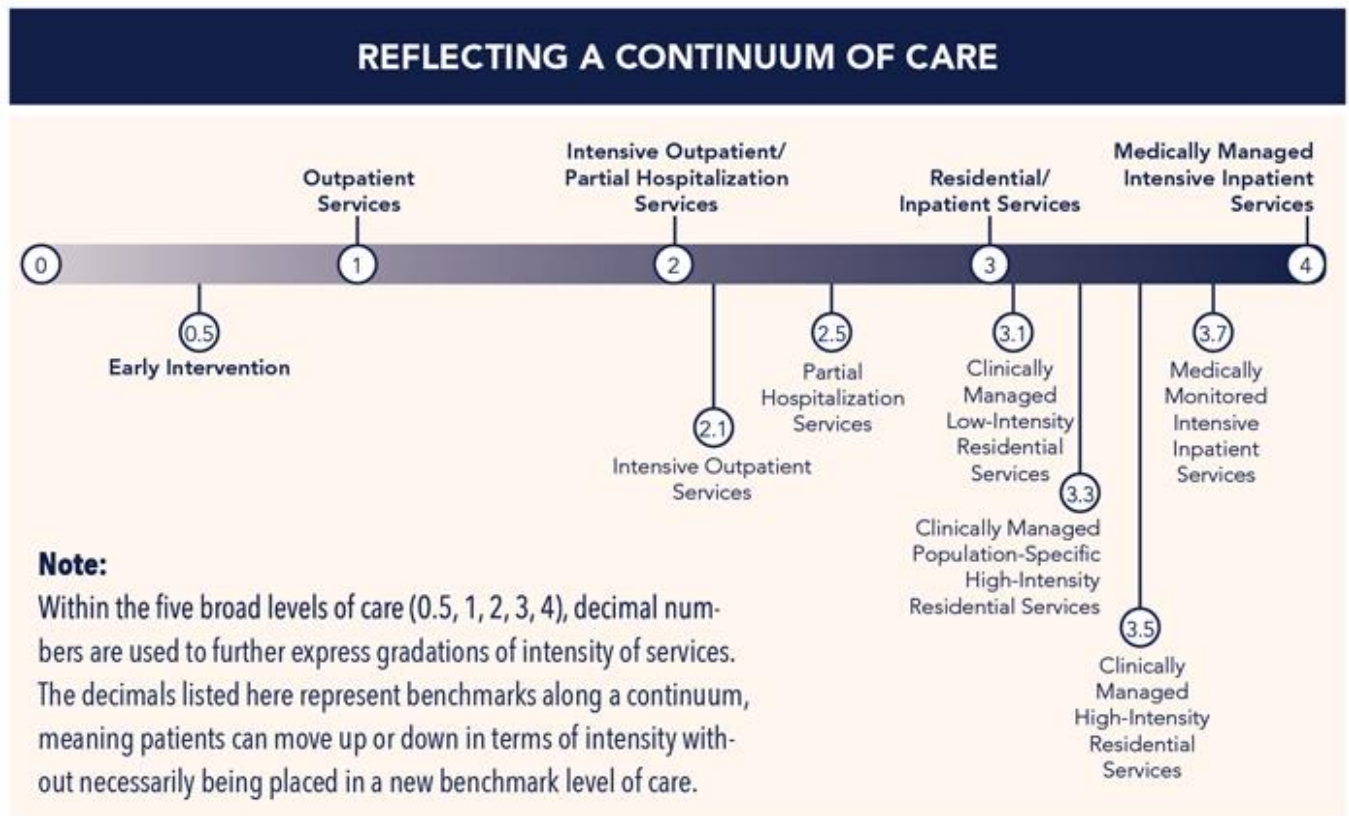 REFLECTING A CONTINUUM OF CARE
Outpatient
Services
Intensive Outpatient/
Partial Hospitalization
Services
Residential/
Inpatient Services
Medically Managed
Intensive Inpatient
Services
0
1
2
3
4
0.5
Early Intervention
2.1
Intensive Outpatient
Services
2.5
Partial
Hospitalization
Services
3.1
Clinically
Managed
Low-Intensity
Residential
Services
3.3
Clinically Managed
Population-Specific
High-Intensity
Residential Services
3.5
Clinically
Managed
High-Intensity
Residential
Services
3.7
Medically
Monitored
Intensive
Inpatient
Services
Note:
Within the five broad levels of care (0.5, 1, 2, 3, 4), decimal num-
bers are used to further express gradations of intensity of services.
The decimals listed here represent benchmarks along a continuum,
meaning patients can move up or down in terms of intensity with-
out necessarily being placed in a new benchmark level of care.